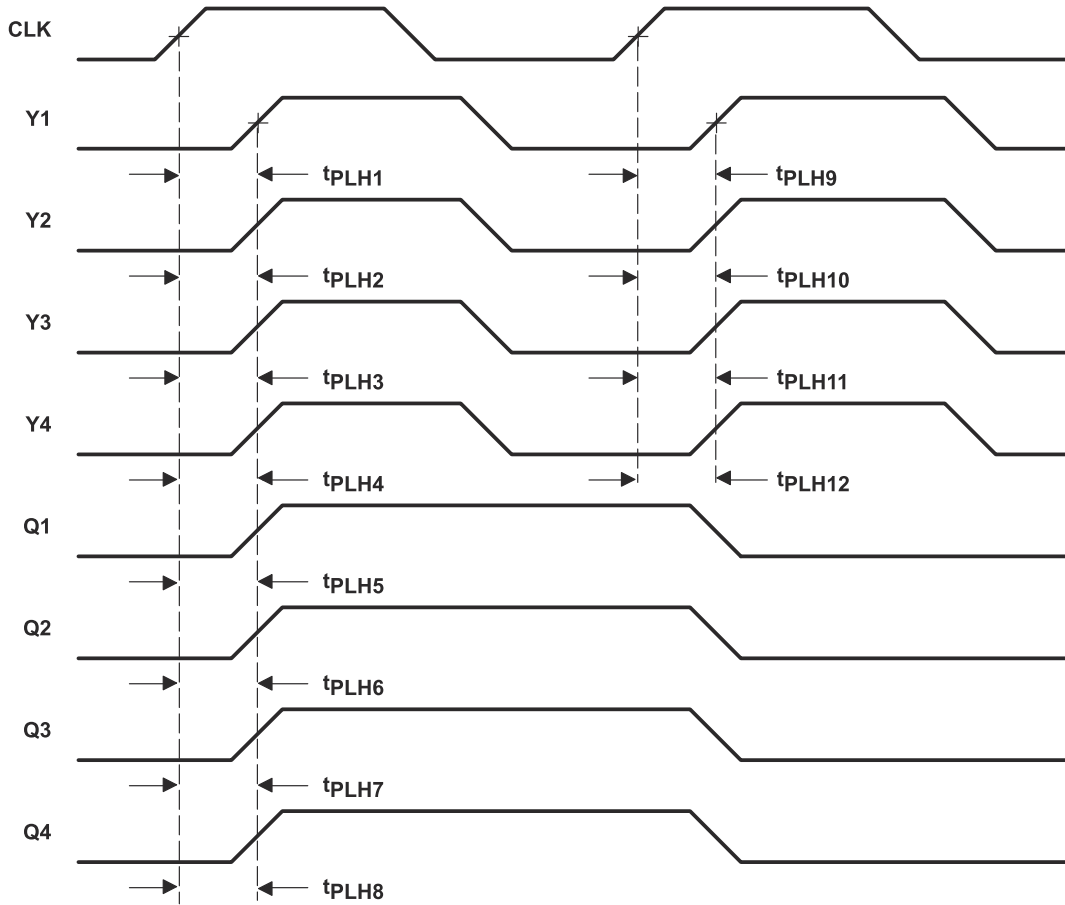 CLK
Y1
tPLH1 tPLH9
Y2
tPLH2 tPLH10
Y3
tPLH3 tPLH11
Y4
tPLH4 tPLH12
Q1
tPLH5
Q2
tPLH6
Q3
tPLH7
Q4
tPLH8